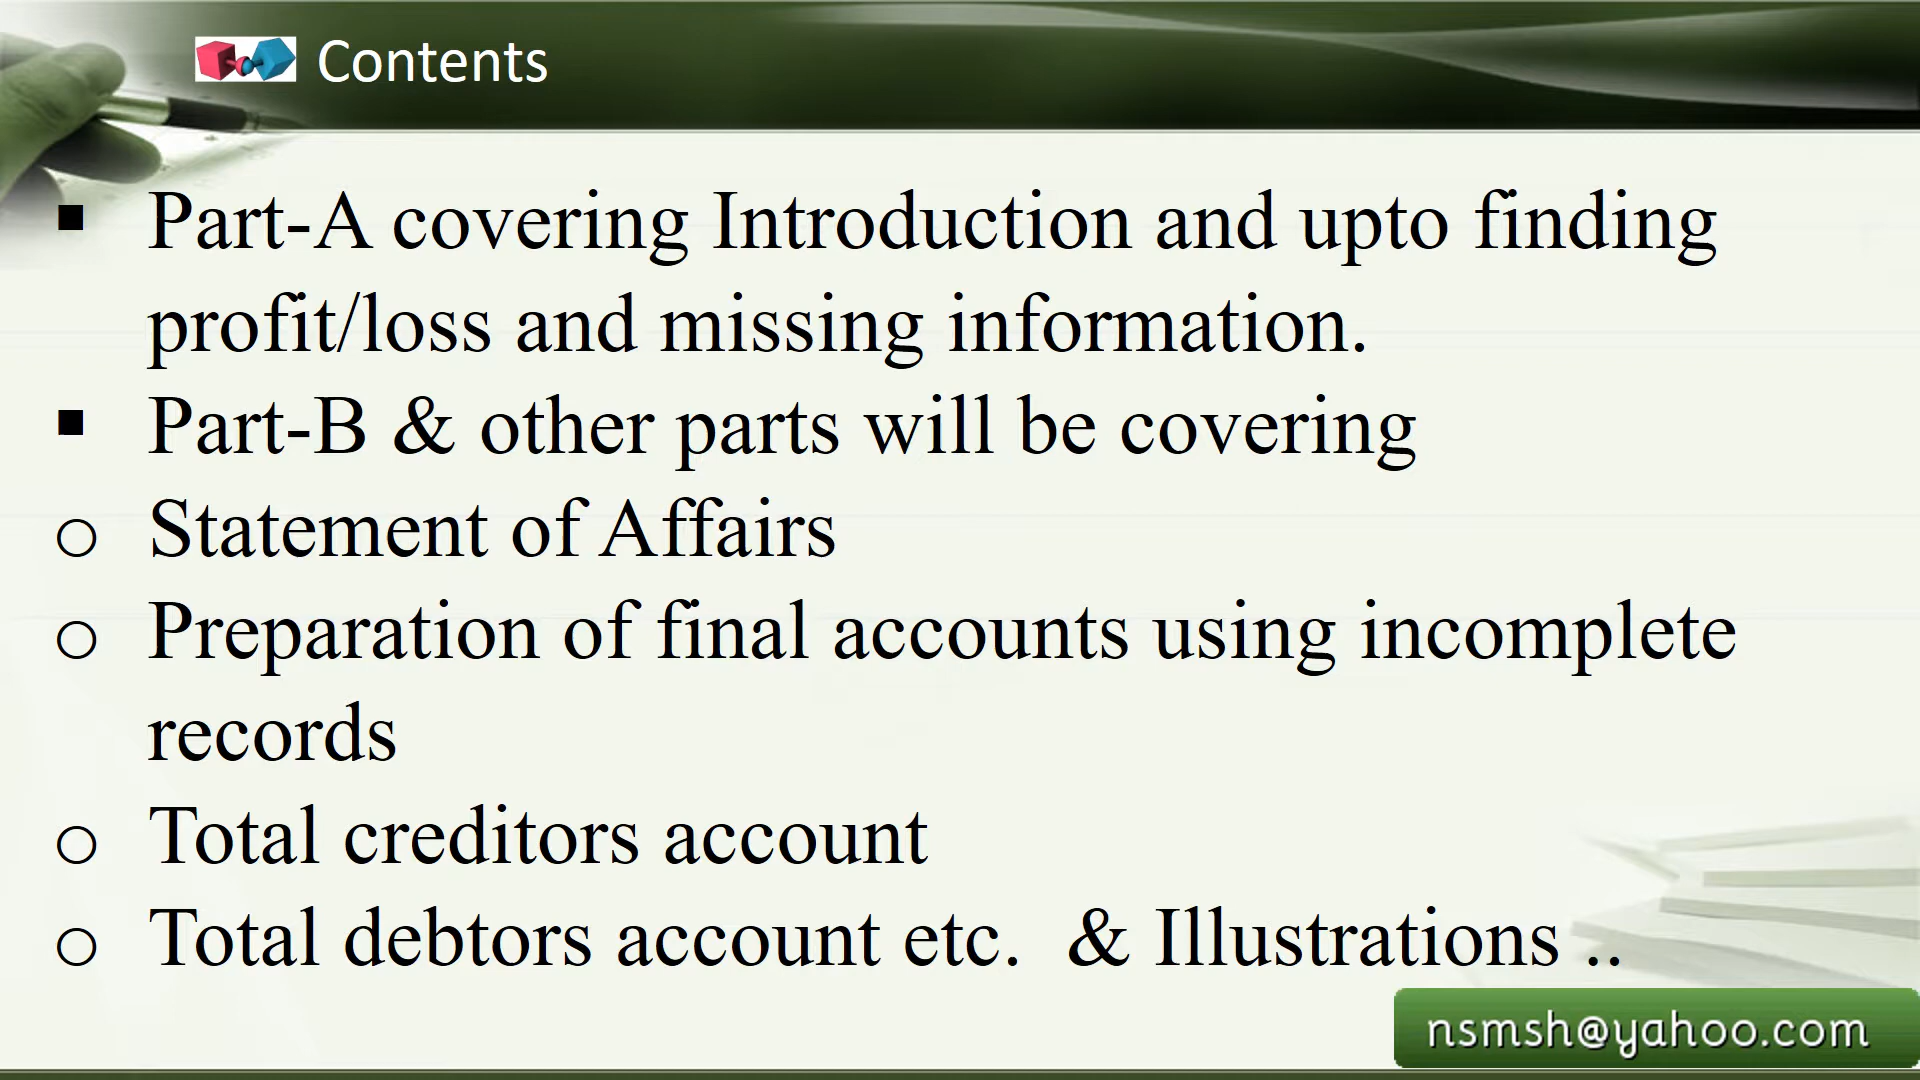 Contents
▪ Part-A covering Introduction and upto finding
profit/loss and missing information.
▪ Part-B & other parts will be covering
o Statement of Affairs
o Preparation of final accounts using incomplete
records
o Total creditors account
o Total debtors account etc.  & Illustrations ..
nsmsh@yahoo.com